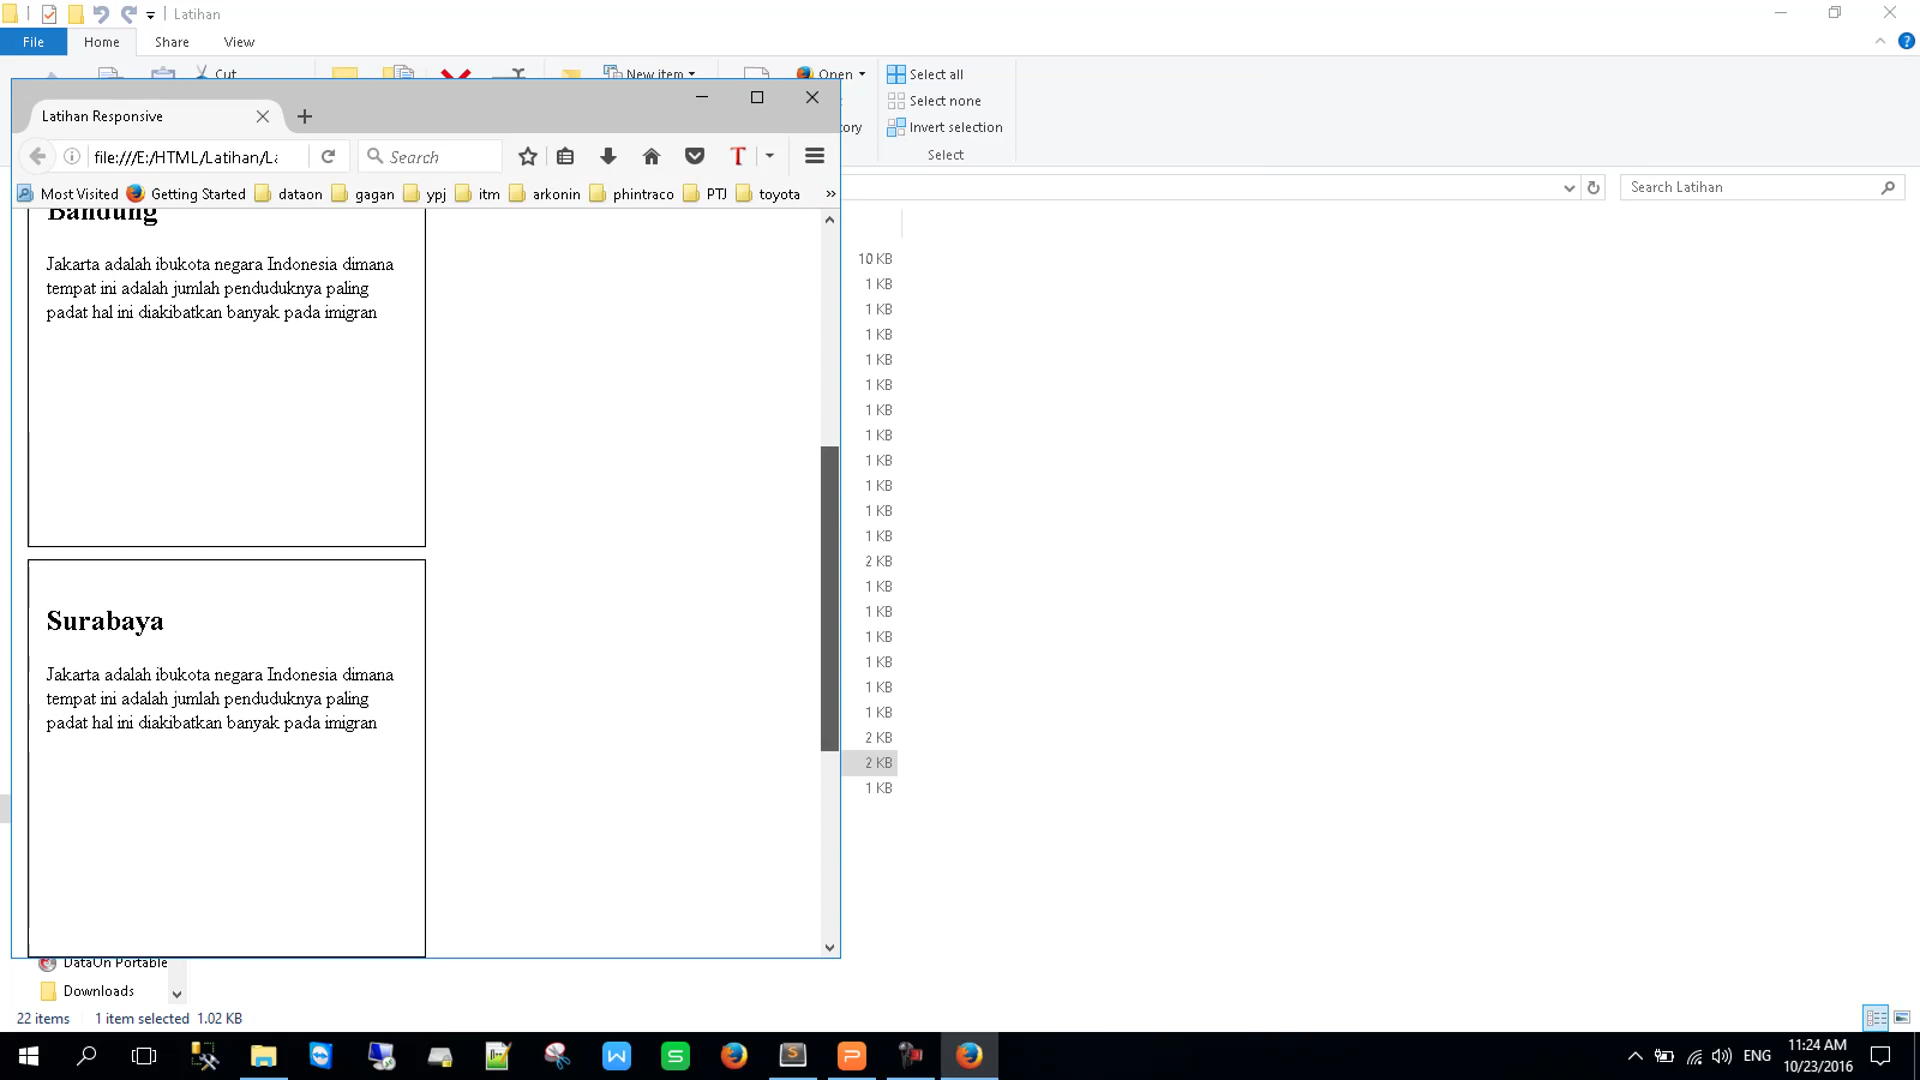 Latihan
File
Home
Share
View
Cut
New item
Open
Select all
Select none
Invert selection
Select
Latihan Responsive
file:///E:/HTML/Latihan/La
Search
Most Visited
Getting Started
dataon
gagan
ypj
itm
arkonin
phintraco
PTJ
toyota
»
Search Latihan
Bandung
Jakarta adalah ibukota negara Indonesia dimana
tempat ini adalah jumlah penduduknya paling
padat hal ini diakibatkan banyak pada imigran
Surabaya
Jakarta adalah ibukota negara Indonesia dimana
tempat ini adalah jumlah penduduknya paling
padat hal ini diakibatkan banyak pada imigran
10 KB
1 KB
1 KB
1 KB
1 KB
1 KB
1 KB
1 KB
1 KB
1 KB
1 KB
1 KB
2 KB
1 KB
1 KB
1 KB
1 KB
1 KB
1 KB
2 KB
2 KB
1 KB
DataOn Portable
Downloads
22 items
1 item selected 1.02 KB
ENG
11:24 AM
10/23/2016